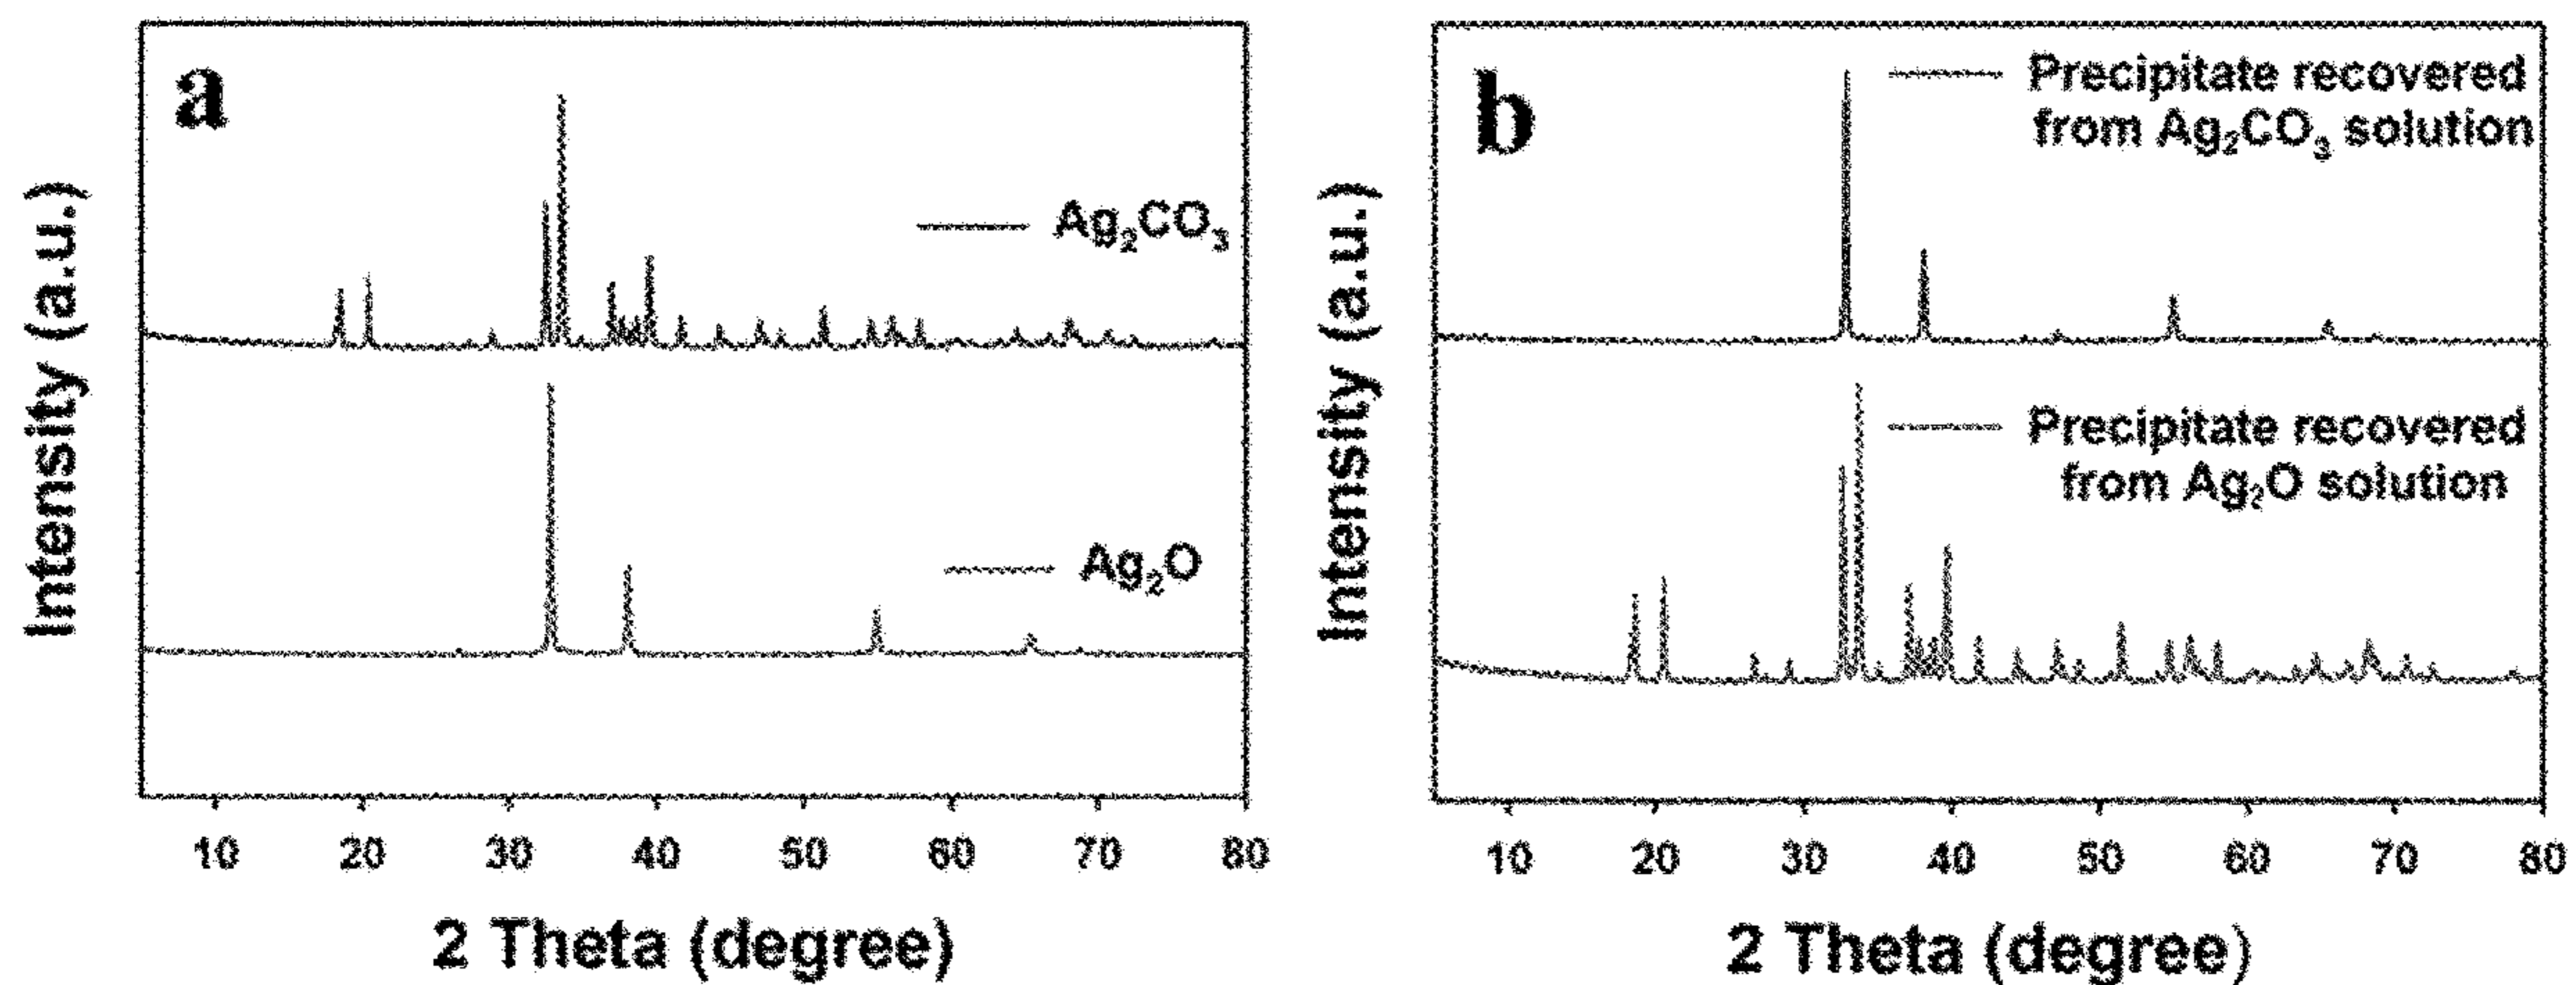 a
Intensity (a.u.)
Ag₂CO₃
Ag₂O
10 20 30 40 50 60 70 80
2 Theta (degree)
b
Intensity (a.u.)
Precipitate recovered
from Ag₂CO₃ solution
Precipitate recovered
from Ag₂O solution
10 20 30 40 50 60 70 80
2 Theta (degree)